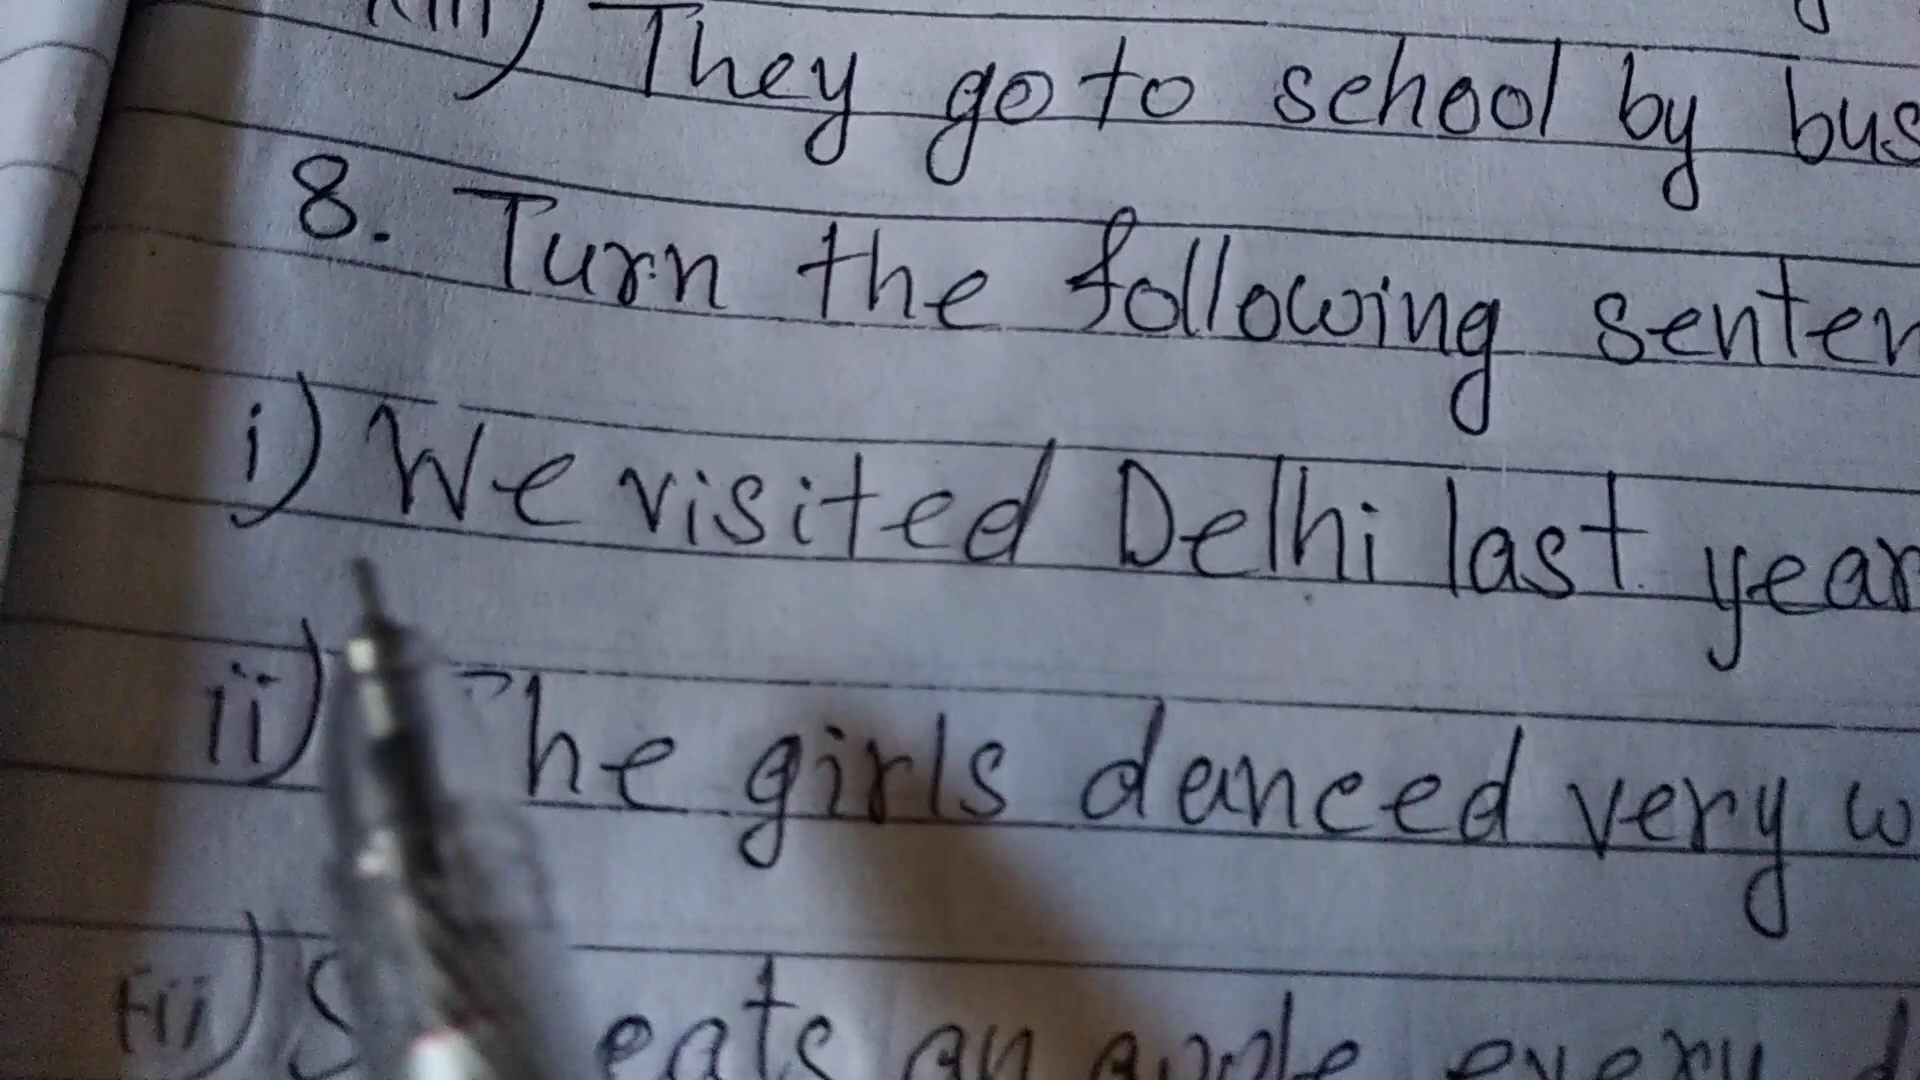 They go to school by bus
8. Turn the following senten
i) We visited Delhi last year
ii) The girls danced very w
iii) S eats an apple every d